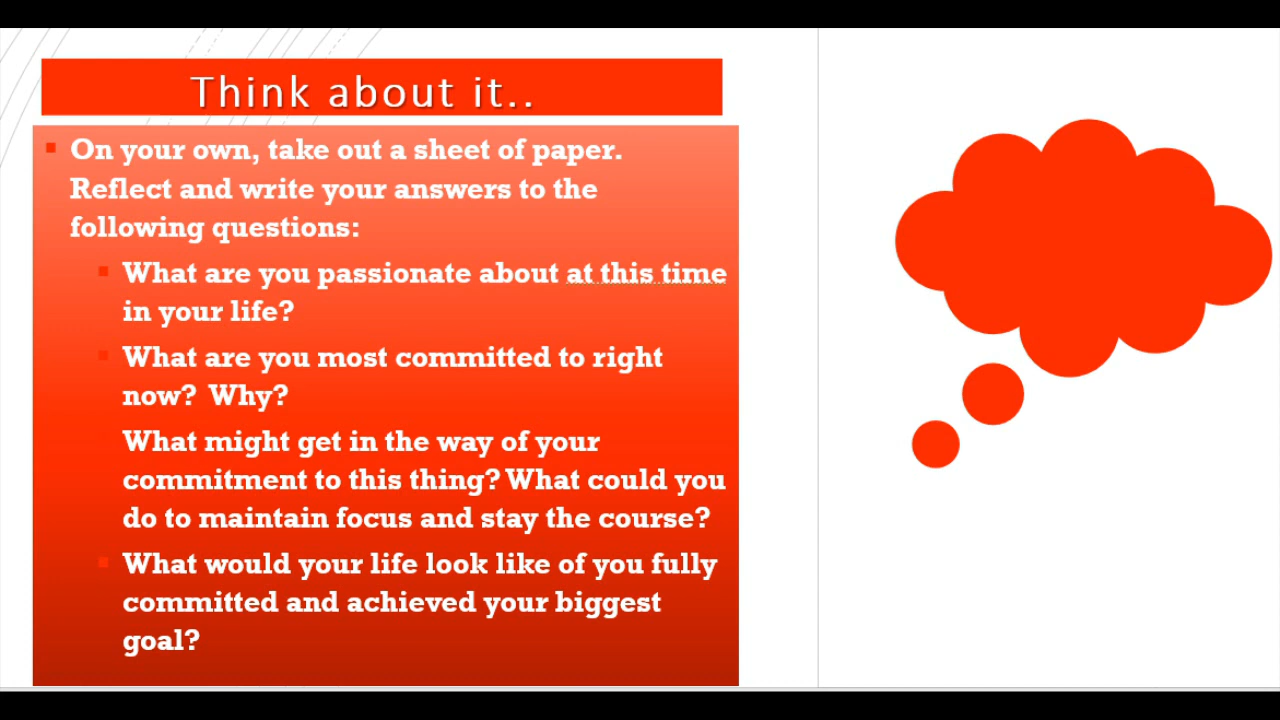 Think about it..
On your own, take out a sheet of paper.
Reflect and write your answers to the
following questions:
What are you passionate about at this time
in your life?
What are you most committed to right
now?  Why?
What might get in the way of your
commitment to this thing? What could you
do to maintain focus and stay the course?
What would your life look like of you fully
committed and achieved your biggest
goal?